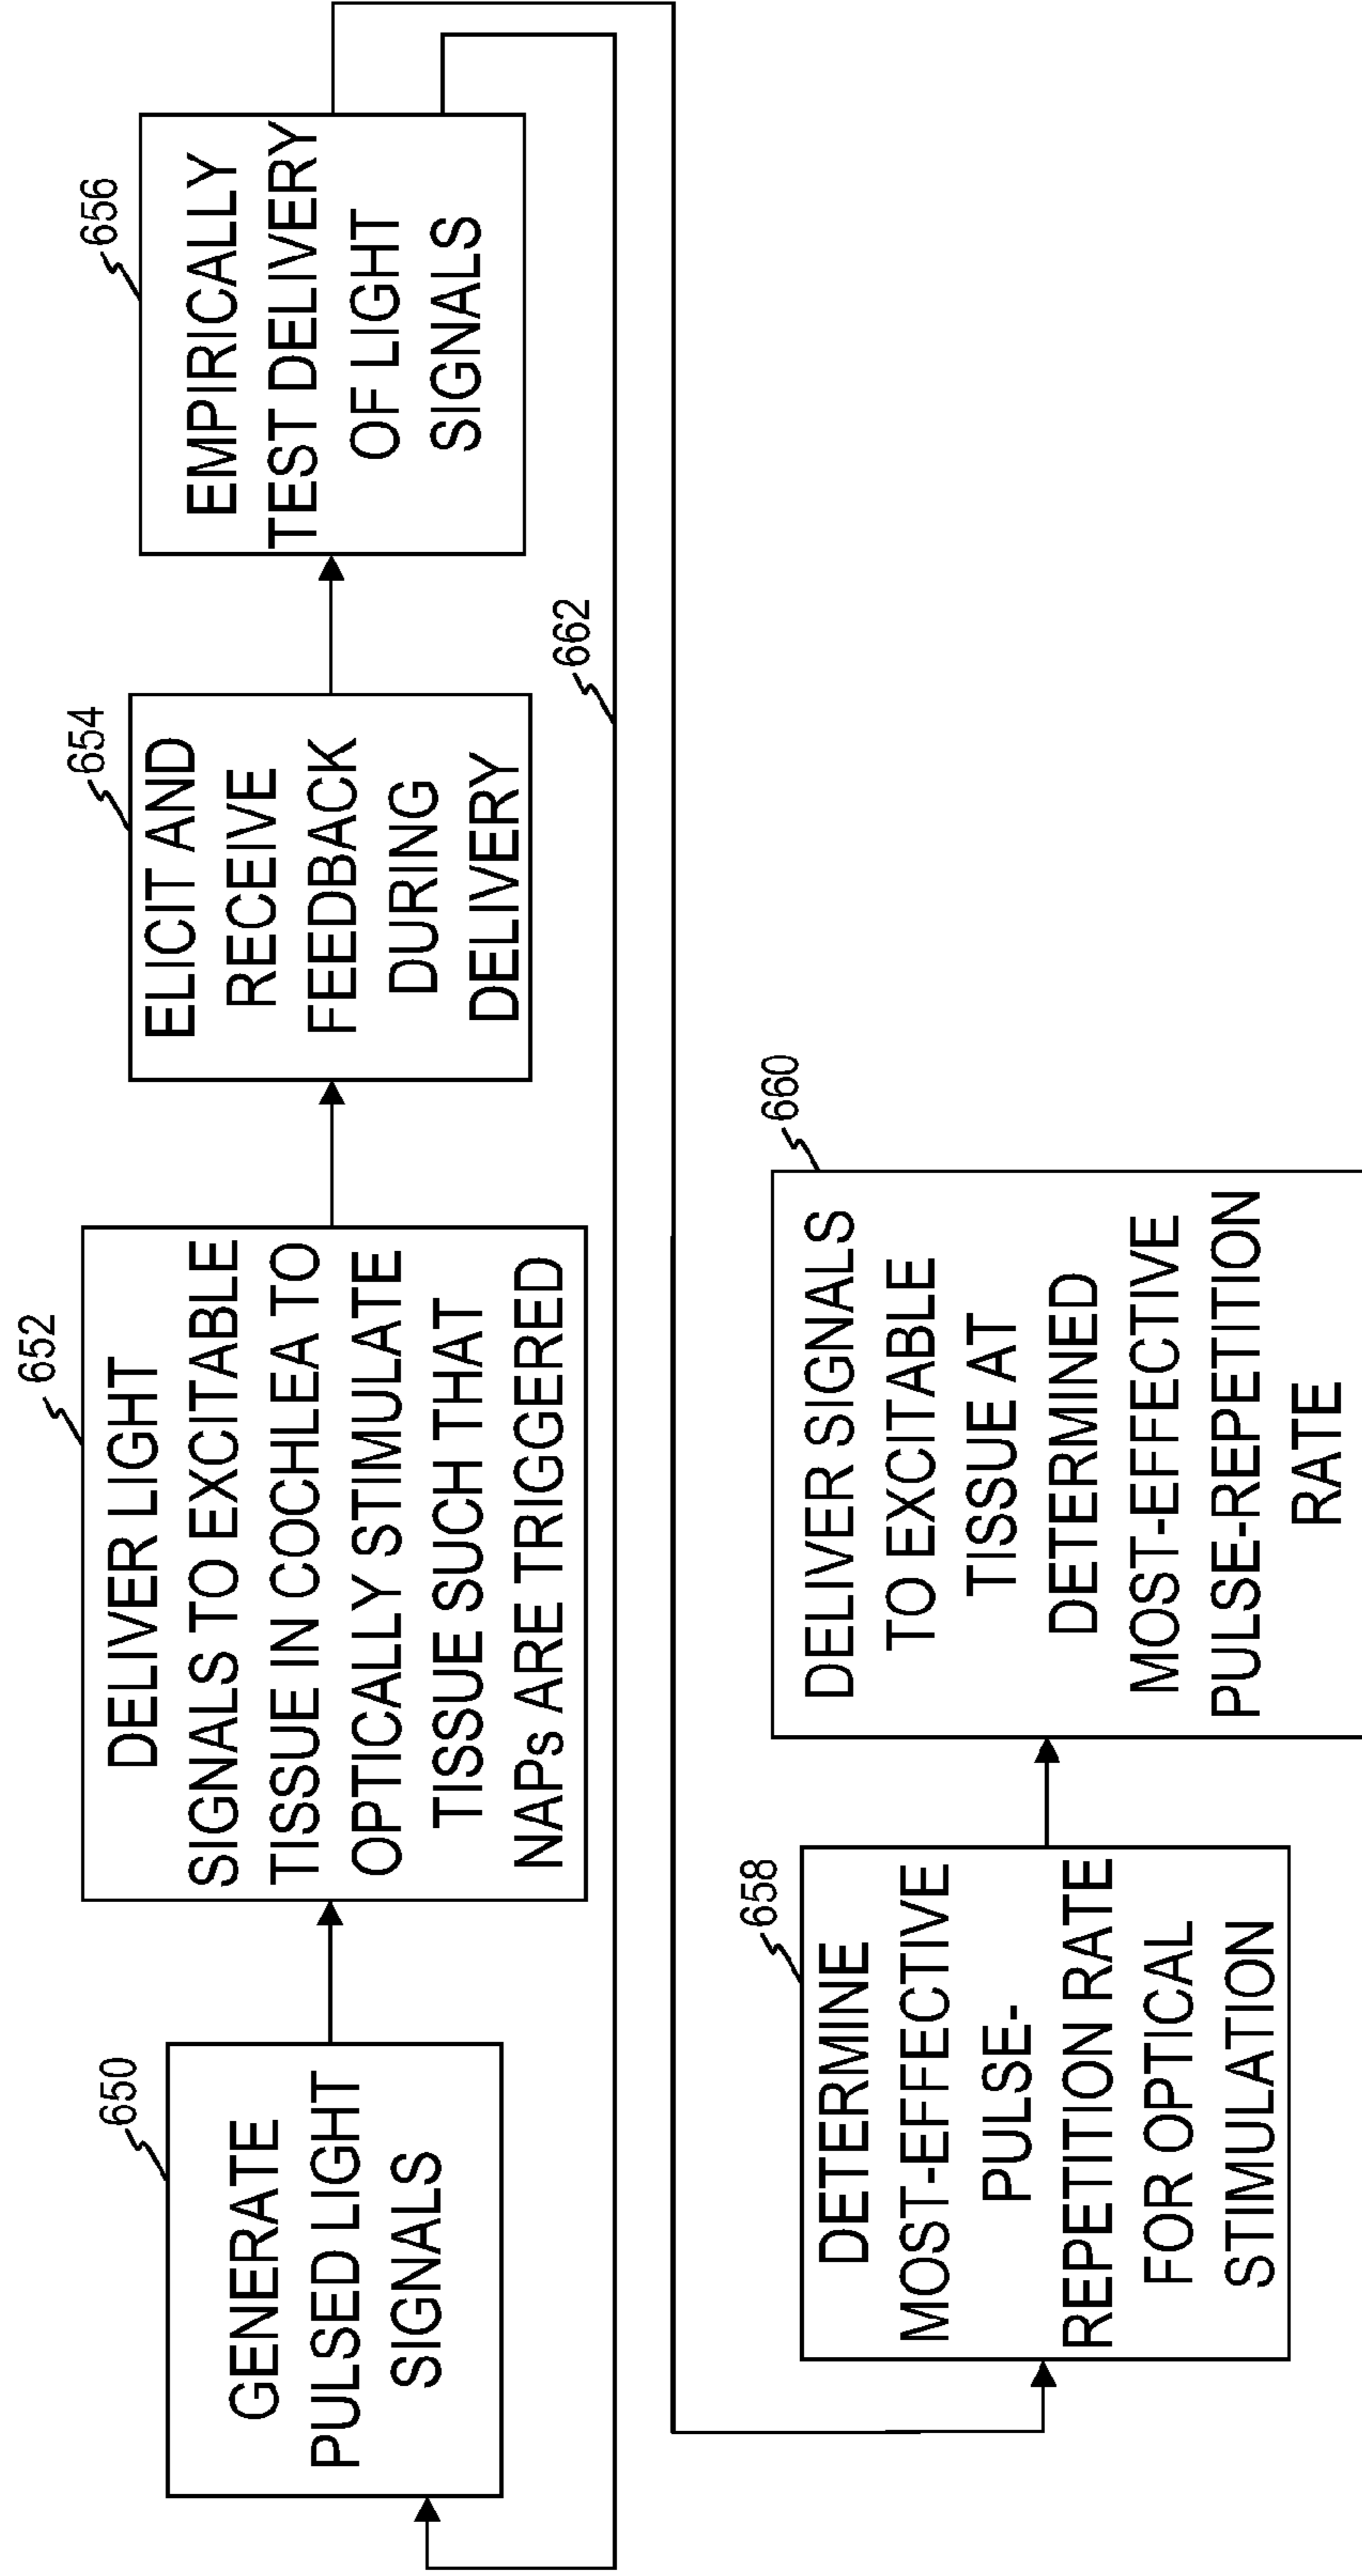 650
GENERATE
PULSED LIGHT
SIGNALS
652
DELIVER LIGHT
SIGNALS TO EXCITABLE
TISSUE IN COCHLEA TO
OPTICALLY STIMULATE
TISSUE SUCH THAT
NAPs ARE TRIGGERED
654
ELICIT AND
RECEIVE
FEEDBACK
DURING
DELIVERY
656
EMPIRICALLY
TEST DELIVERY
OF LIGHT
SIGNALS
662
658
DETERMINE
MOST-EFFECTIVE
PULSE-
REPETITION RATE
FOR OPTICAL
STIMULATION
660
DELIVER SIGNALS
TO EXCITABLE
TISSUE AT
DETERMINED
MOST-EFFECTIVE
PULSE-REPETITION
RATE